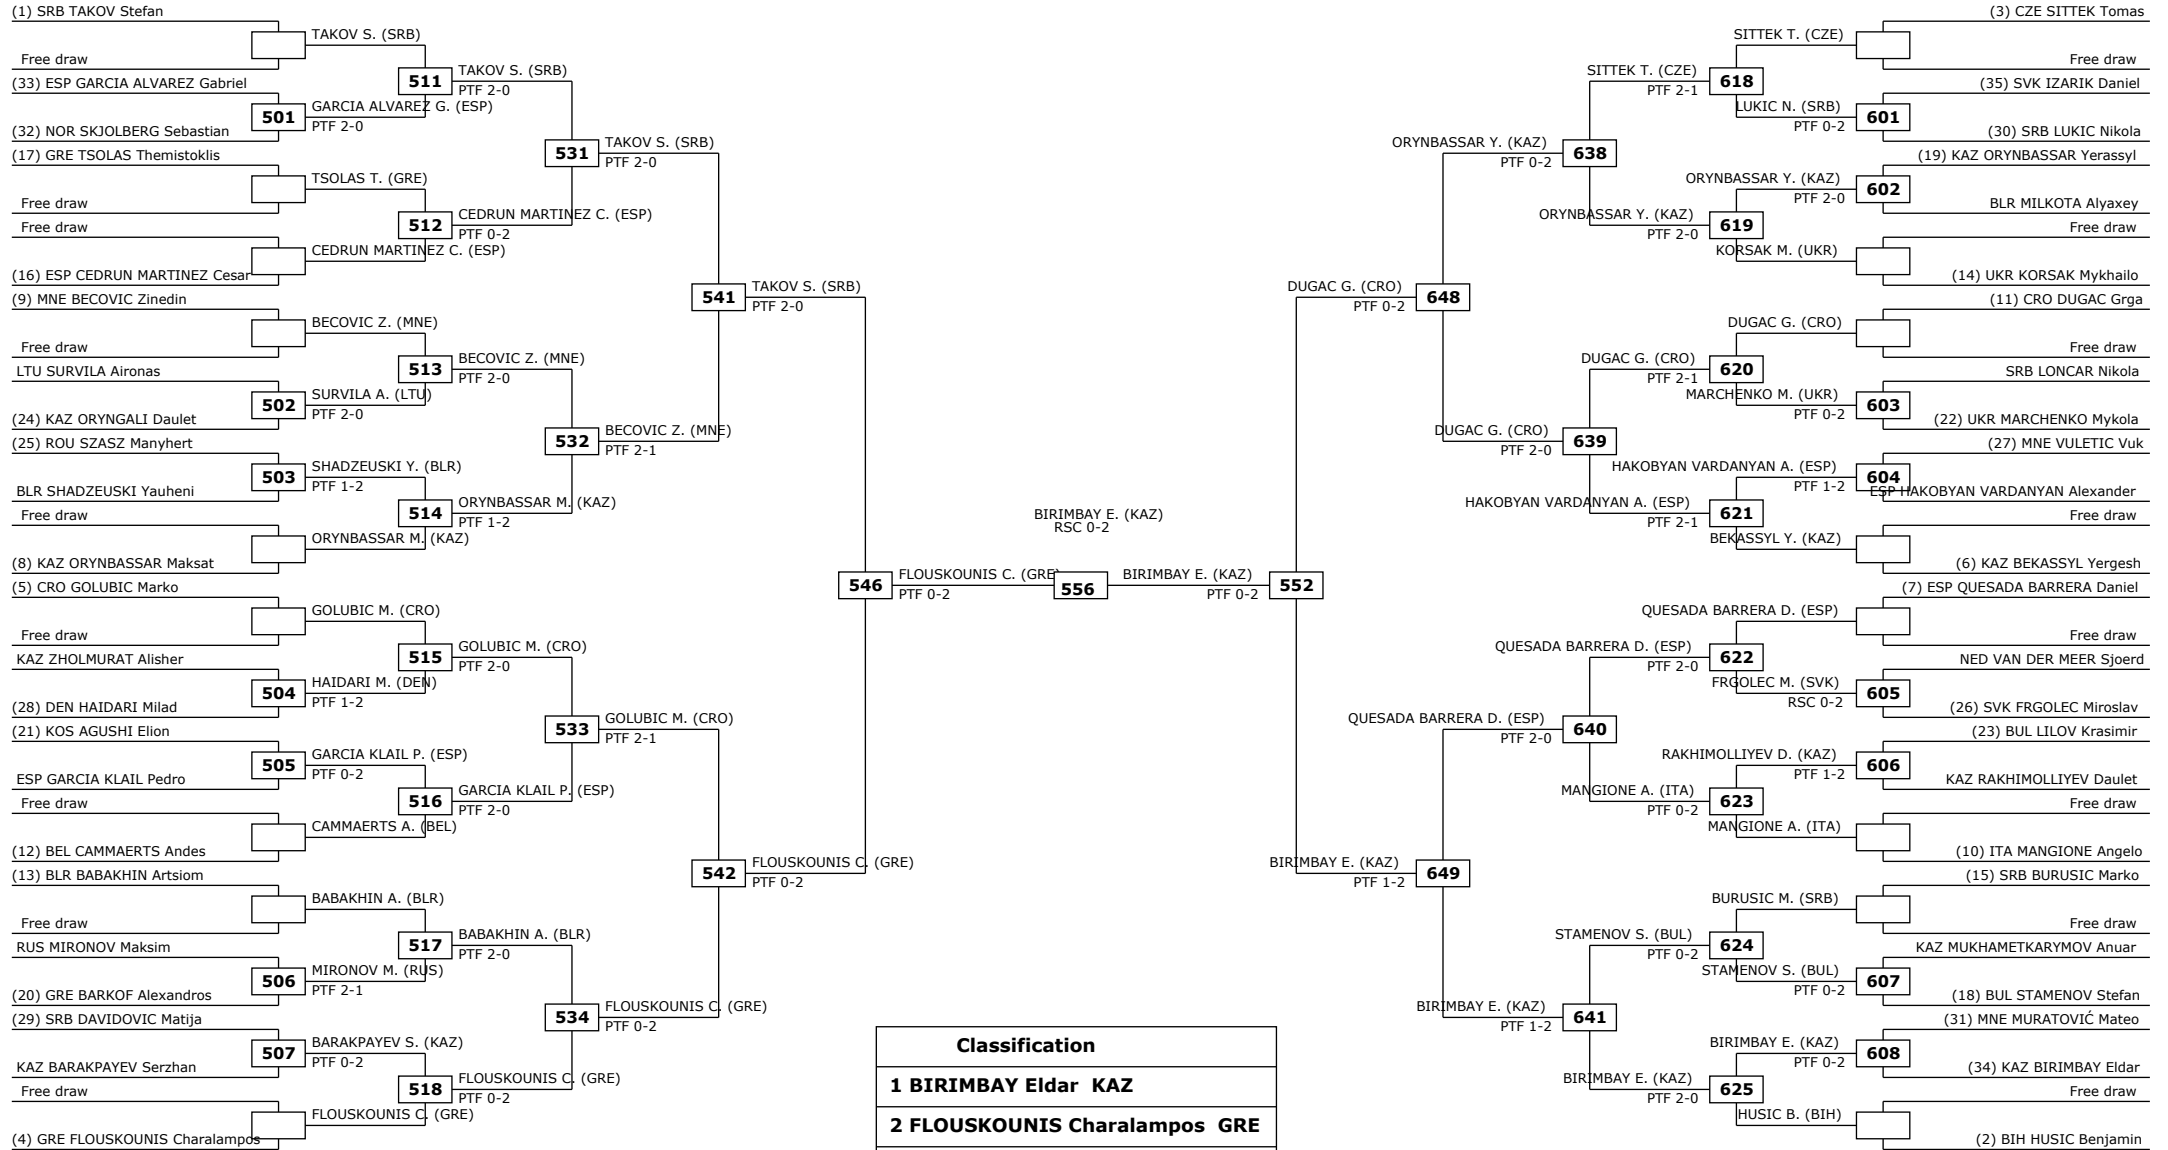 (1) SRB TAKOV Stefan
Free draw
(33) ESP GARCIA ALVAREZ Gabriel
(32) NOR SKJOLBERG Sebastian
(17) GRE TSOLAS Themistoklis
Free draw
Free draw
(16) ESP CEDRUN MARTINEZ Cesar
(9) MNE BECOVIC Zinedin
Free draw
LTU SURVILA Aironas
(24) KAZ ORYNGALI Daulet
(25) ROU SZASZ Manyhert
BLR SHADZEUSKI Yauheni
Free draw
(8) KAZ ORYNBASSAR Maksat
(5) CRO GOLUBIC Marko
Free draw
KAZ ZHOLMURAT Alisher
(28) DEN HAIDARI Milad
(21) KOS AGUSHI Elion
ESP GARCIA KLAIL Pedro
Free draw
(12) BEL CAMMAERTS Andes
(13) BLR BABAKHIN Artsiom
Free draw
RUS MIRONOV Maksim
(20) GRE BARKOF Alexandros
(29) SRB DAVIDOVIC Matija
KAZ BARAKPAYEV Serzhan
Free draw
(4) GRE FLOUSKOUNIS Charalampos
TAKOV S. (SRB)
501
GARCIA ALVAREZ G. (ESP)
PTF 2-0
TSOLAS T. (GRE)
CEDRUN MARTINEZ C. (ESP)
BECOVIC Z. (MNE)
502
SURVILA A. (LTU)
PTF 2-0
503
SHADZEUSKI Y. (BLR)
PTF 1-2
ORYNBASSAR M. (KAZ)
GOLUBIC M. (CRO)
504
HAIDARI M. (DEN)
PTF 1-2
505
GARCIA KLAIL P. (ESP)
PTF 0-2
CAMMAERTS A. (BEL)
BABAKHIN A. (BLR)
506
MIRONOV M. (RUS)
PTF 2-1
507
BARAKPAYEV S. (KAZ)
PTF 0-2
FLOUSKOUNIS C. (GRE)
511
TAKOV S. (SRB)
PTF 2-0
512
CEDRUN MARTINEZ C. (ESP)
PTF 0-2
513
BECOVIC Z. (MNE)
PTF 2-0
514
ORYNBASSAR M. (KAZ)
PTF 1-2
515
GOLUBIC M. (CRO)
PTF 2-0
516
GARCIA KLAIL P. (ESP)
PTF 2-0
517
BABAKHIN A. (BLR)
PTF 2-0
518
FLOUSKOUNIS C. (GRE)
PTF 0-2
531
TAKOV S. (SRB)
PTF 2-0
532
BECOVIC Z. (MNE)
PTF 2-1
533
GOLUBIC M. (CRO)
PTF 2-1
534
FLOUSKOUNIS C. (GRE)
PTF 0-2
541
TAKOV S. (SRB)
PTF 2-0
542
FLOUSKOUNIS C. (GRE)
PTF 0-2
546
FLOUSKOUNIS C. (GRE)
PTF 0-2
BIRIMBAY E. (KAZ)
RSC 0-2
556
BIRIMBAY E. (KAZ)
PTF 0-2
552
DUGAC G. (CRO)
PTF 0-2
648
BIRIMBAY E. (KAZ)
PTF 1-2
649
ORYNBASSAR Y. (KAZ)
PTF 0-2
638
DUGAC G. (CRO)
PTF 2-0
639
QUESADA BARRERA D. (ESP)
PTF 2-0
640
BIRIMBAY E. (KAZ)
PTF 1-2
641
SITTEK T. (CZE)
PTF 2-1
618
ORYNBASSAR Y. (KAZ)
PTF 2-0
619
DUGAC G. (CRO)
PTF 2-1
620
HAKOBYAN VARDANYAN A. (ESP)
PTF 2-1
621
QUESADA BARRERA D. (ESP)
PTF 2-0
622
MANGIONE A. (ITA)
PTF 0-2
623
STAMENOV S. (BUL)
PTF 0-2
624
BIRIMBAY E. (KAZ)
PTF 2-0
625
SITTEK T. (CZE)
LUKIC N. (SRB)
PTF 0-2
601
ORYNBASSAR Y. (KAZ)
PTF 2-0
602
KORSAK M. (UKR)
DUGAC G. (CRO)
MARCHENKO M. (UKR)
PTF 0-2
603
HAKOBYAN VARDANYAN A. (ESP)
PTF 1-2
604
BEKASSYL Y. (KAZ)
QUESADA BARRERA D. (ESP)
FRGOLEC M. (SVK)
RSC 0-2
605
RAKHIMOLLIYEV D. (KAZ)
PTF 1-2
606
MANGIONE A. (ITA)
BURUSIC M. (SRB)
STAMENOV S. (BUL)
PTF 0-2
607
BIRIMBAY E. (KAZ)
PTF 0-2
608
HUSIC B. (BIH)
(3) CZE SITTEK Tomas
Free draw
(35) SVK IZARIK Daniel
(30) SRB LUKIC Nikola
(19) KAZ ORYNBASSAR Yerassyl
BLR MILKOTA Alyaxey
Free draw
(14) UKR KORSAK Mykhailo
(11) CRO DUGAC Grga
Free draw
SRB LONCAR Nikola
(22) UKR MARCHENKO Mykola
(27) MNE VULETIC Vuk
ESP HAKOBYAN VARDANYAN Alexander
Free draw
(6) KAZ BEKASSYL Yergesh
(7) ESP QUESADA BARRERA Daniel
Free draw
NED VAN DER MEER Sjoerd
(26) SVK FRGOLEC Miroslav
(23) BUL LILOV Krasimir
KAZ RAKHIMOLLIYEV Daulet
Free draw
(10) ITA MANGIONE Angelo
(15) SRB BURUSIC Marko
Free draw
KAZ MUKHAMETKARYMOV Anuar
(18) BUL STAMENOV Stefan
(31) MNE MURATOVIĆ Mateo
(34) KAZ BIRIMBAY Eldar
Free draw
(2) BIH HUSIC Benjamin
Classification
1 BIRIMBAY Eldar KAZ
2 FLOUSKOUNIS Charalampos GRE